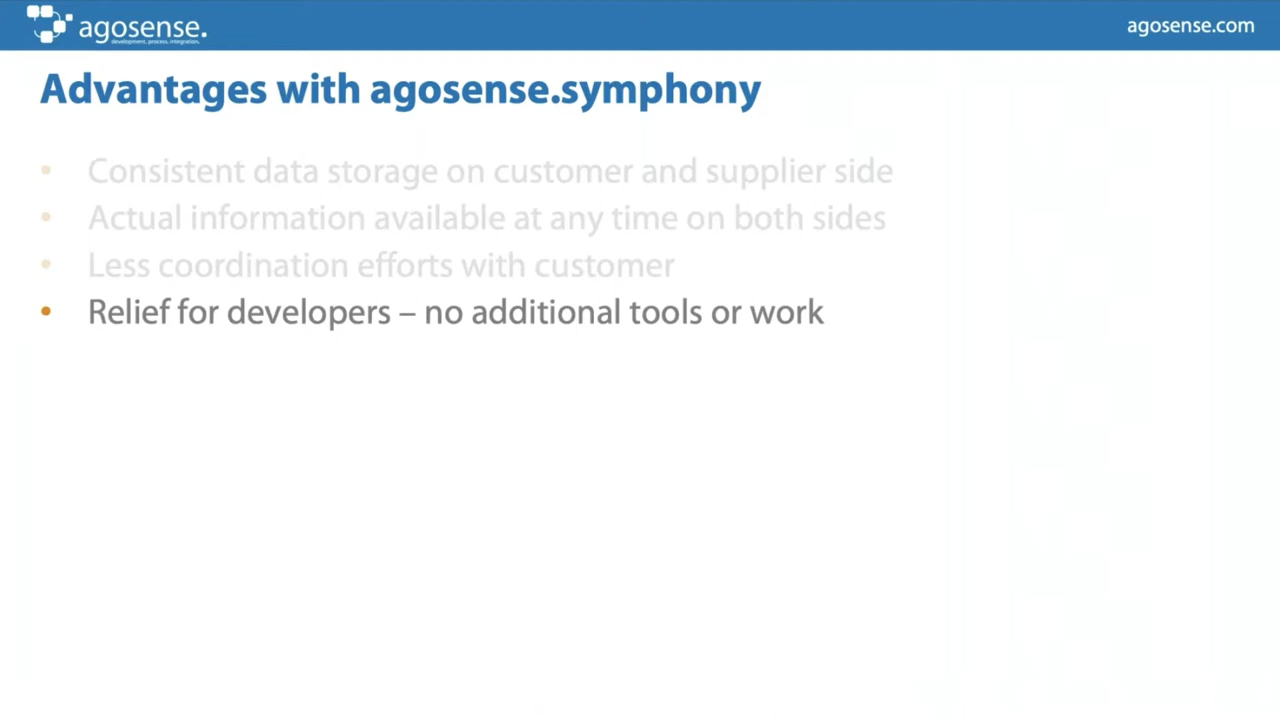 agosense.
development. process. integration.
agosense.com
Advantages with agosense.symphony
• Consistent data storage on customer and supplier side
• Actual information available at any time on both sides
• Less coordination efforts with customer
• Relief for developers – no additional tools or work